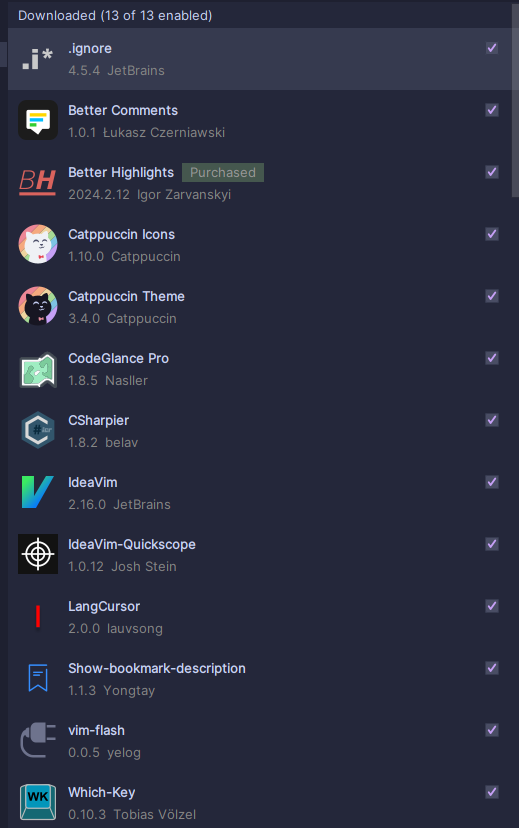 Downloaded (13 of 13 enabled)
.i*
.ignore
4.5.4 JetBrains
Better Comments
1.0.1 Łukasz Czerniawski
BH
Better Highlights Purchased
2024.2.12 Igor Zarvanskyi
Catppuccin Icons
1.10.0 Catppuccin
Catppuccin Theme
3.4.0 Catppuccin
CodeGlance Pro
1.8.5 Nasller
CSharpier
1.8.2 belav
IdeaVim
2.16.0 JetBrains
IdeaVim-Quickscope
1.0.12 Josh Stein
LangCursor
2.0.0 lauvsong
Show-bookmark-description
1.1.3 Yongtay
vim-flash
0.0.5 yelog
WK
Which-Key
0.10.3 Tobias Völzel